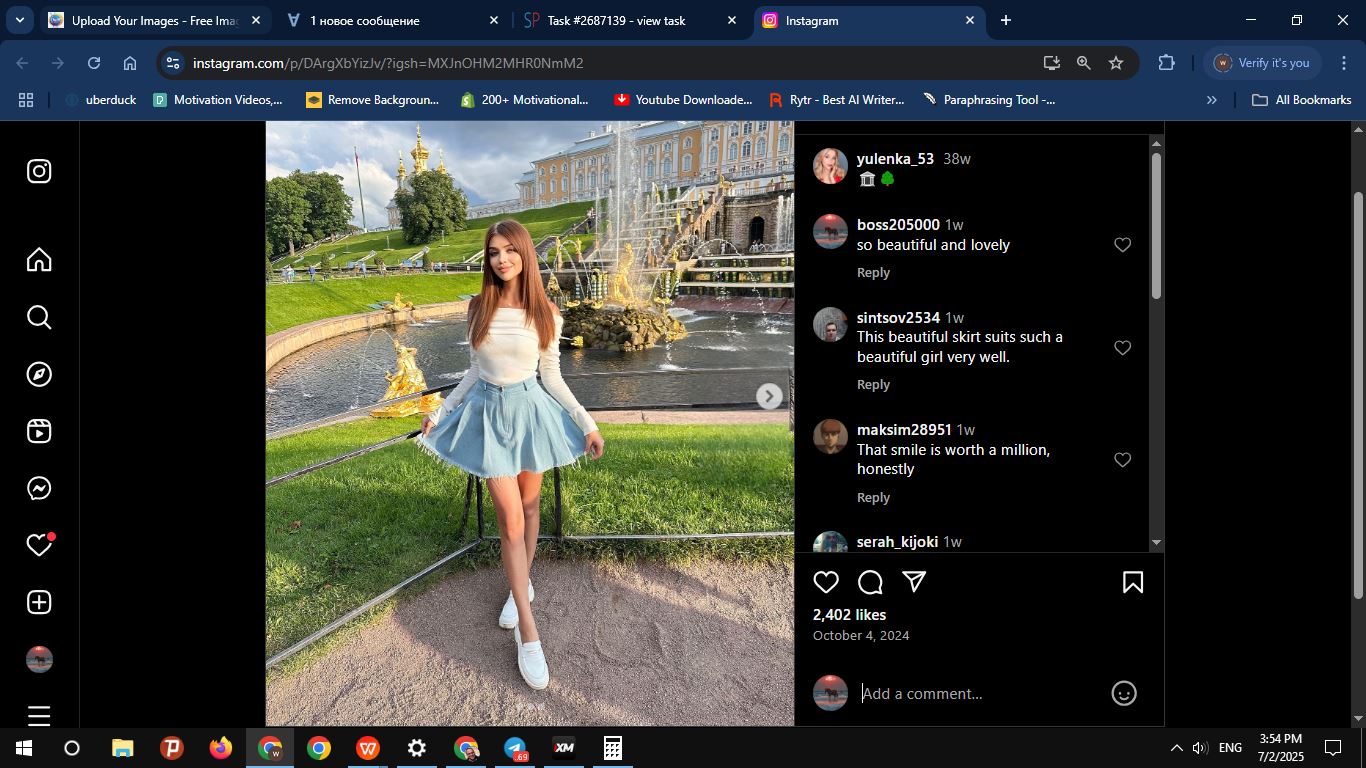 Upload Your Images - Free Imag
1 новое сообщение
Task #2687139 - view task
Instagram
instagram.com/p/DArgXbYizJv/?igsh=MXJnOHM2MHR0NmM2
Verify it's you
uberduck
Motivation Videos,...
Remove Backgroun...
200+ Motivational...
Youtube Downloade...
Rytr - Best AI Writer...
Paraphrasing Tool -...
All Bookmarks
yulenka_53 38w
🏛️🌳
boss205000 1w
so beautiful and lovely
Reply
sintsov2534 1w
This beautiful skirt suits such a
beautiful girl very well.
Reply
maksim28951 1w
That smile is worth a million,
honestly
Reply
serah_kijoki 1w
2,402 likes
October 4, 2024
Add a comment...
.69
XM
ENG
3:54 PM
7/2/2025